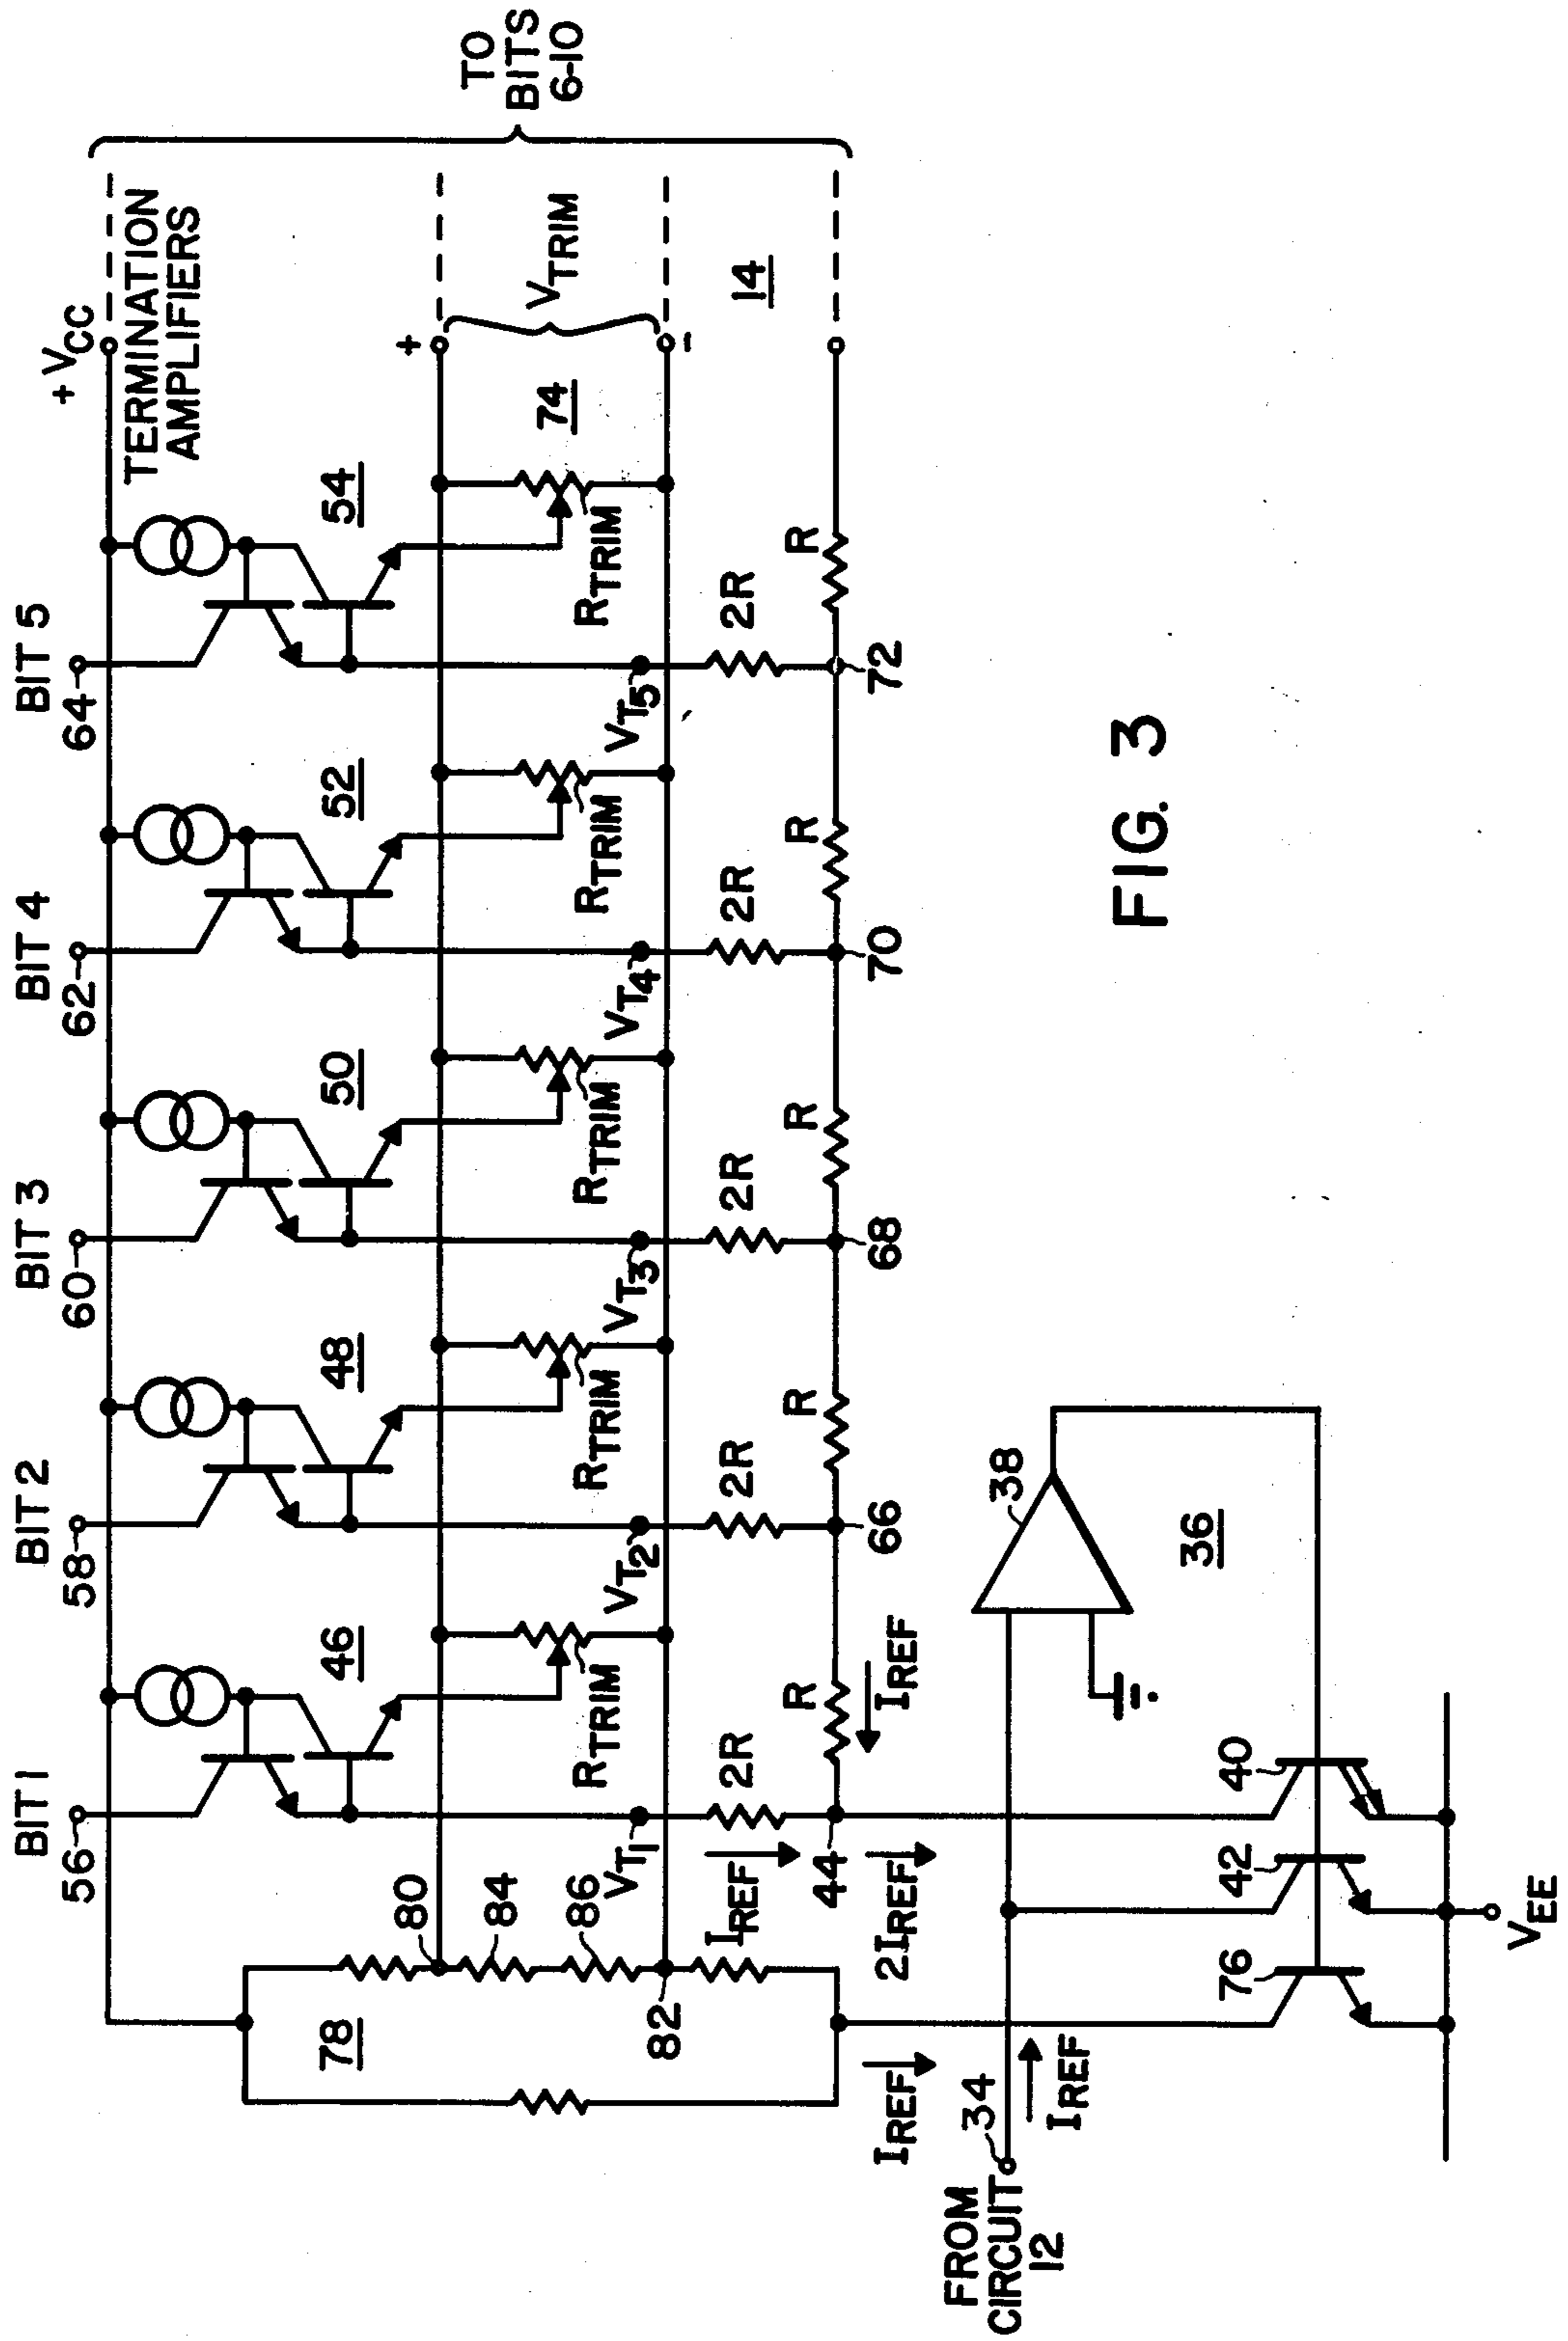 BIT 1
BIT 2
BIT 3
BIT 4
BIT 5
56
58
60
62
64
+ VCC
TERMINATION
AMPLIFIERS
TO
BITS
6-10
46
48
50
52
54
78
80
84
86
82
+
-
VTRIM
74
RTRIM
RTRIM
RTRIM
RTRIM
RTRIM
VT1
VT2
VT3
VT4
VT5
14
IREF
2R
2R
2R
2R
2R
R
R
R
R
R
44
66
68
70
72
IREF
2IREF
IREF
FROM
CIRCUIT
12
34
IREF
38
36
76
42
40
VEE
FIG. 3